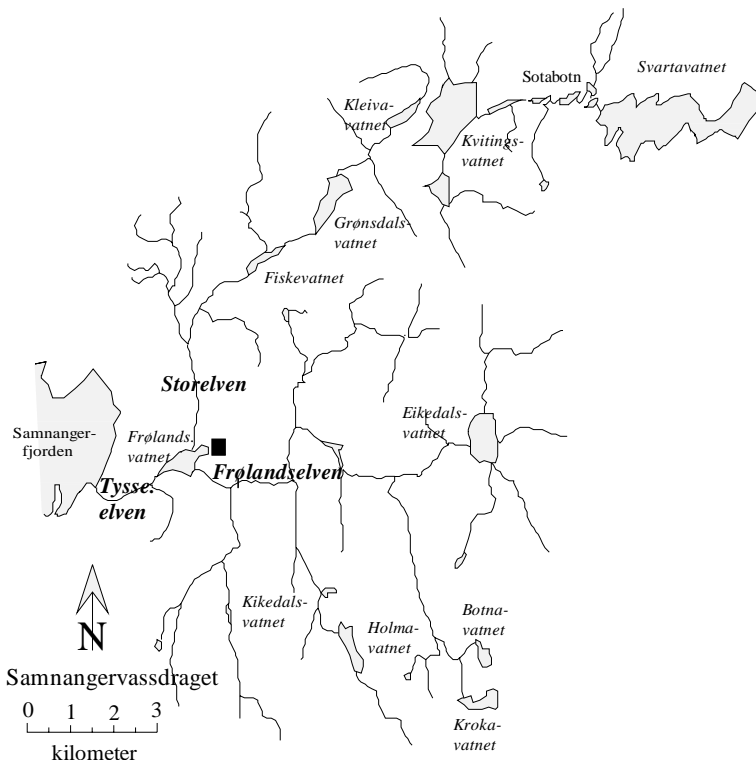 Sotabotn
Svartavatnet
Kleiva-
vatnet
Kvitings-
vatnet
Grønsdals-
vatnet
Fiskevatnet
Storelven
Samnanger-
fjorden
Frølands.
vatnet
Eikedals-
vatnet
Frølandselven
Tysse.
elven
Kikedals-
vatnet
Holma-
vatnet
Botna-
vatnet
Kroka-
vatnet
N
Samnangervassdraget
0 1 2 3
kilometer